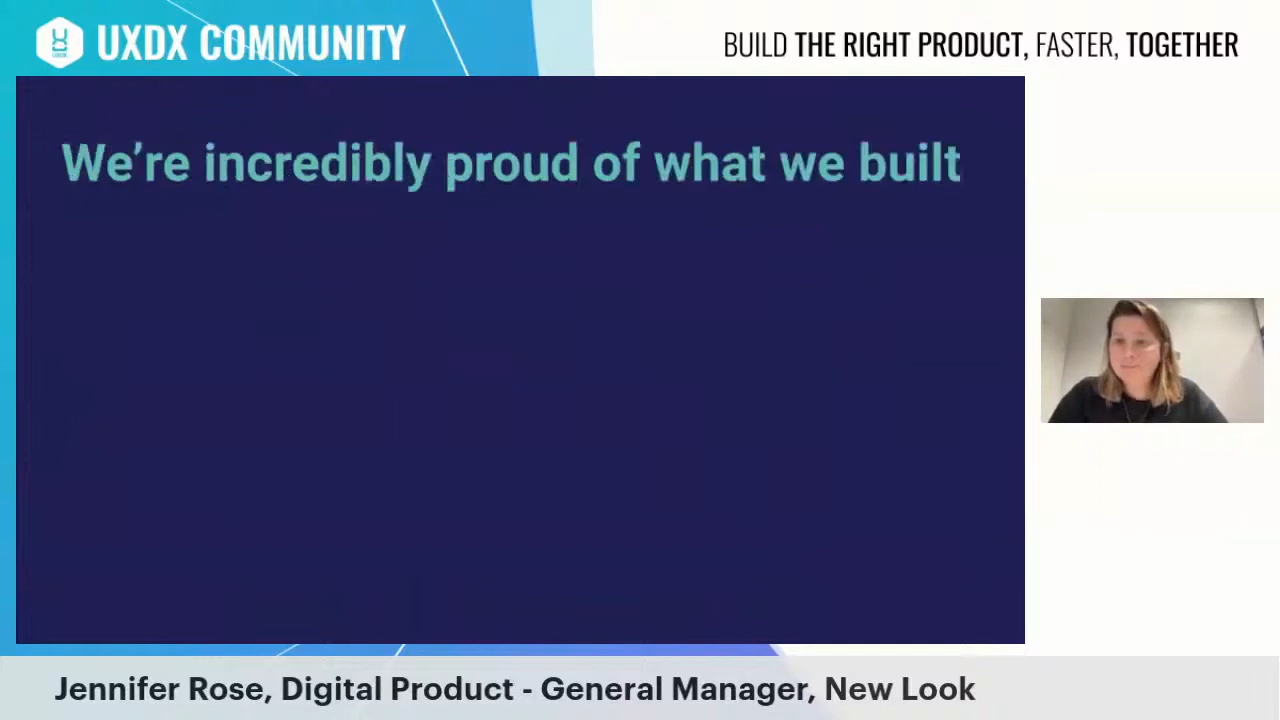 UXDX COMMUNITY
BUILD THE RIGHT PRODUCT, FASTER, TOGETHER
We're incredibly proud of what we built
Jennifer Rose, Digital Product - General Manager, New Look